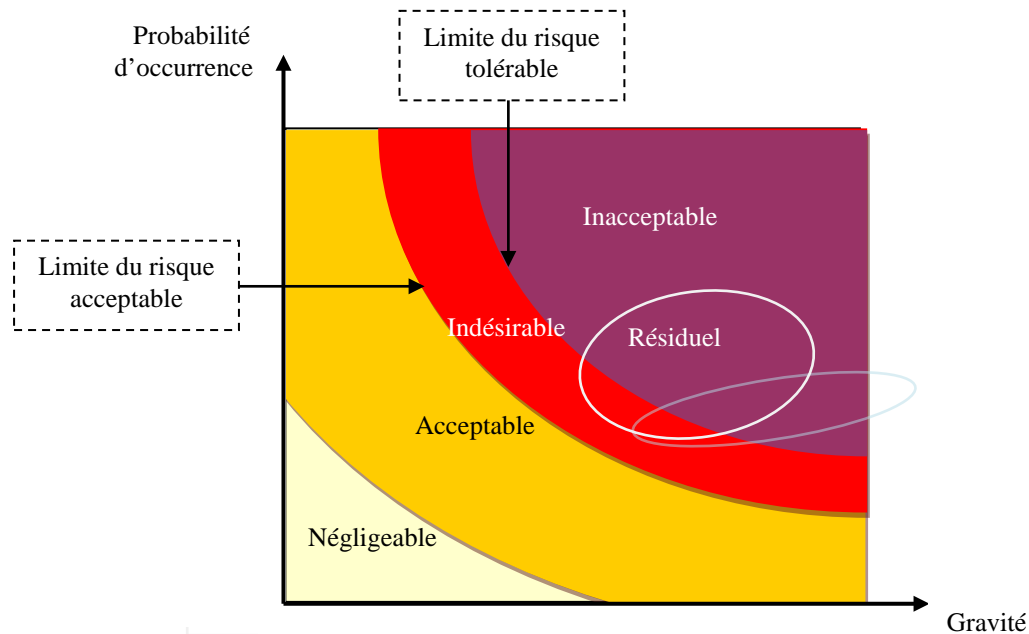 Probabilité
d’occurrence
Limite du risque
tolérable
Inacceptable
Limite du risque
acceptable
Indésirable
Résiduel
Acceptable
Négligeable
Gravité